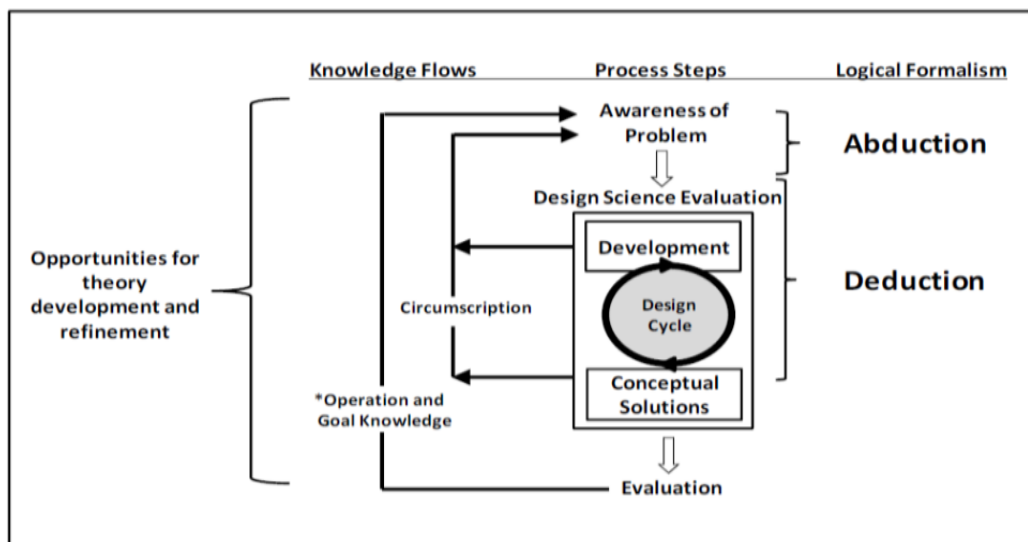 Knowledge Flows
Process Steps
Logical Formalism
Awareness of
Problem
Abduction
Design Science Evaluation
Development
Opportunities for
theory
development and
refinement
Deduction
Circumscription
Design
Cycle
*Operation and
Goal Knowledge
Conceptual
Solutions
Evaluation